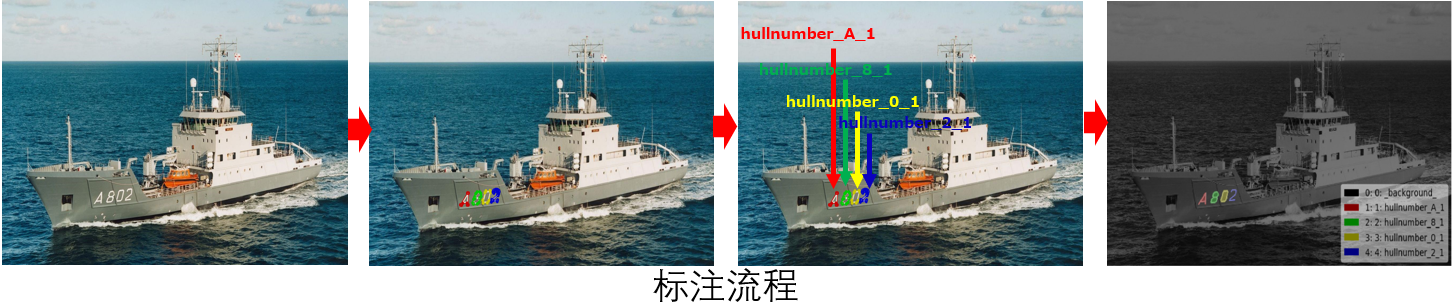 A802
A802
hullnumber_A_1
hullnumber_8_1
hullnumber_0_1
hullnumber_2_1
A802
A802
0: 0: _background
1: 1: hullnumber_A_1
2: 2: hullnumber_8_1
3: 3: hullnumber_0_1
4: 4: hullnumber_2_1
标注流程